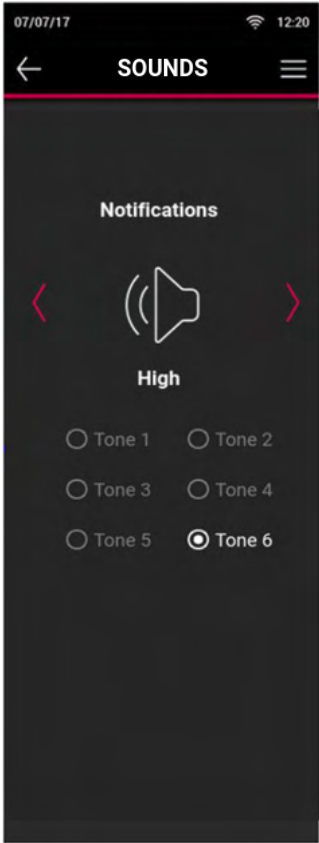 07/07/17 12:20
SOUNDS
Notifications
High
Tone 1 Tone 2
Tone 3 Tone 4
Tone 5 Tone 6